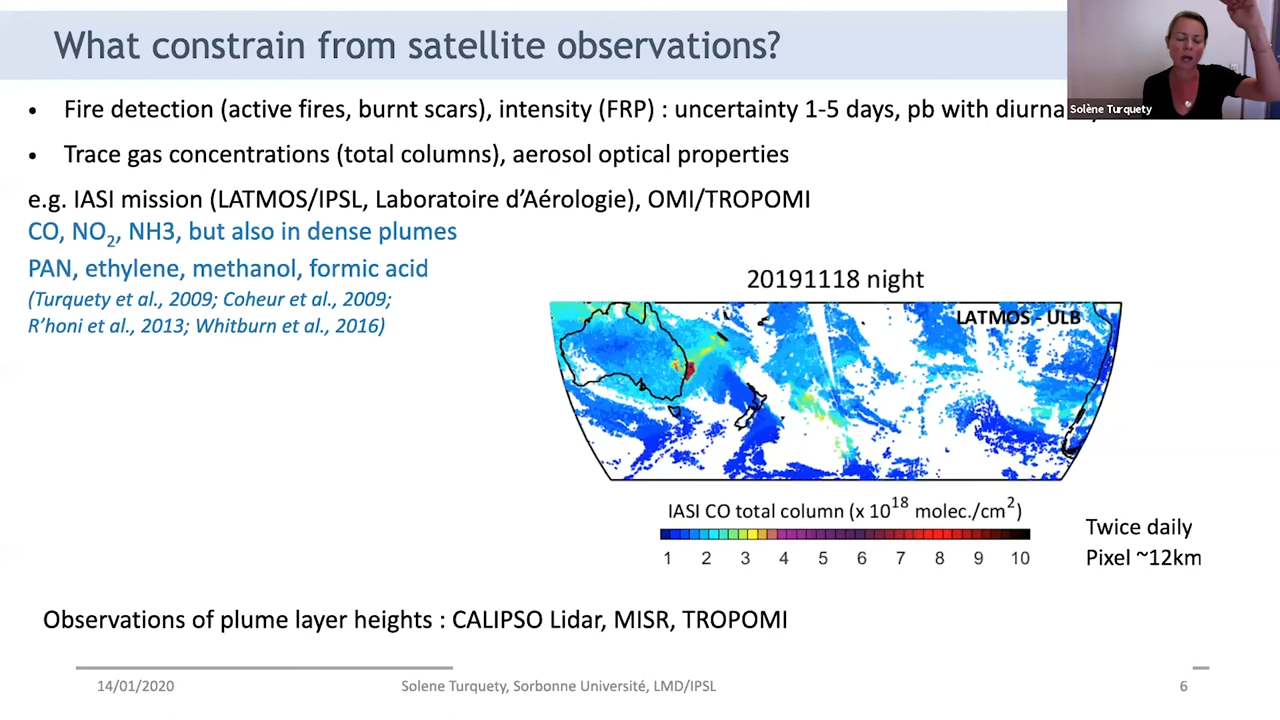 What constrain from satellite observations?
• Fire detection (active fires, burnt scars), intensity (FRP) : uncertainty 1-5 days, pb with
Solène Turquety
• Trace gas concentrations (total columns), aerosol optical properties
e.g. IASI mission (LATMOS/IPSL, Laboratoire d'Aérologie), OMI/TROPOMI
CO, NO2, NH3, but also in dense plumes
PAN, ethylene, methanol, formic acid
(Turquety et al., 2009; Coheur et al., 2009;
R'honi et al., 2013; Whitburn et al., 2016)
20191118 night
LATMOS - ULB
IASI CO total column (x 10^18 molec./cm^2)
1 2 3 4 5 6 7 8 9 10
Twice daily
Pixel ~12km
Observations of plume layer heights : CALIPSO Lidar, MISR, TROPOMI
14/01/2020 Solene Turquety, Sorbonne Université, LMD/IPSL 6